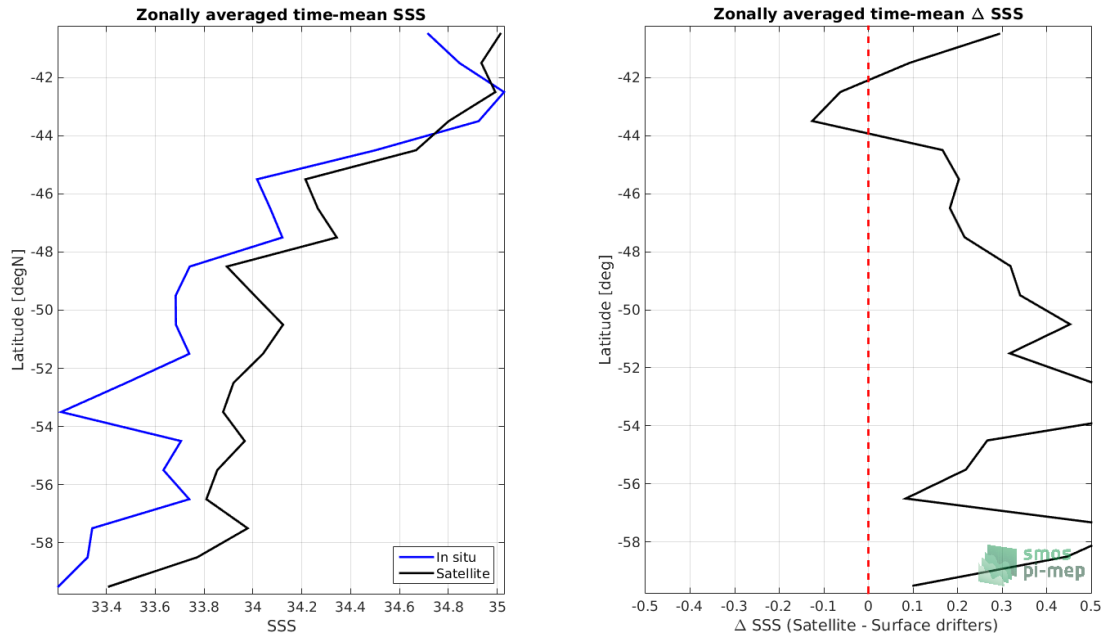 Zonally averaged time-mean SSS
Latitude [degN]
-42
-44
-46
-48
-50
-52
-54
-56
-58
33.4 33.6 33.8 34 34.2 34.4 34.6 34.8 35
SSS
In situ
Satellite
Zonally averaged time-mean Δ SSS
Latitude [deg]
-42
-44
-46
-48
-50
-52
-54
-56
-58
-0.5 -0.4 -0.3 -0.2 -0.1 0 0.1 0.2 0.3 0.4 0.5
Δ SSS (Satellite - Surface drifters)
smos
pi-mep